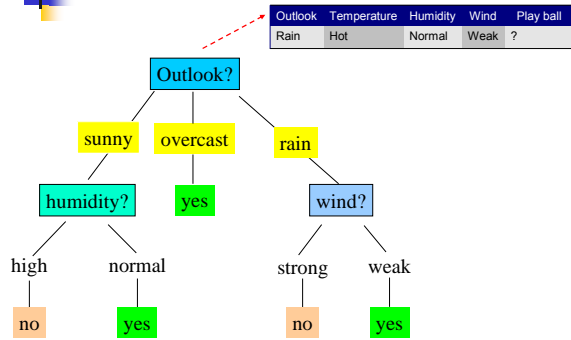 Outlook Temperature Humidity Wind Play ball
Rain Hot Normal Weak ?
Outlook?
sunny overcast rain
humidity? yes wind?
high normal strong weak
no yes no yes